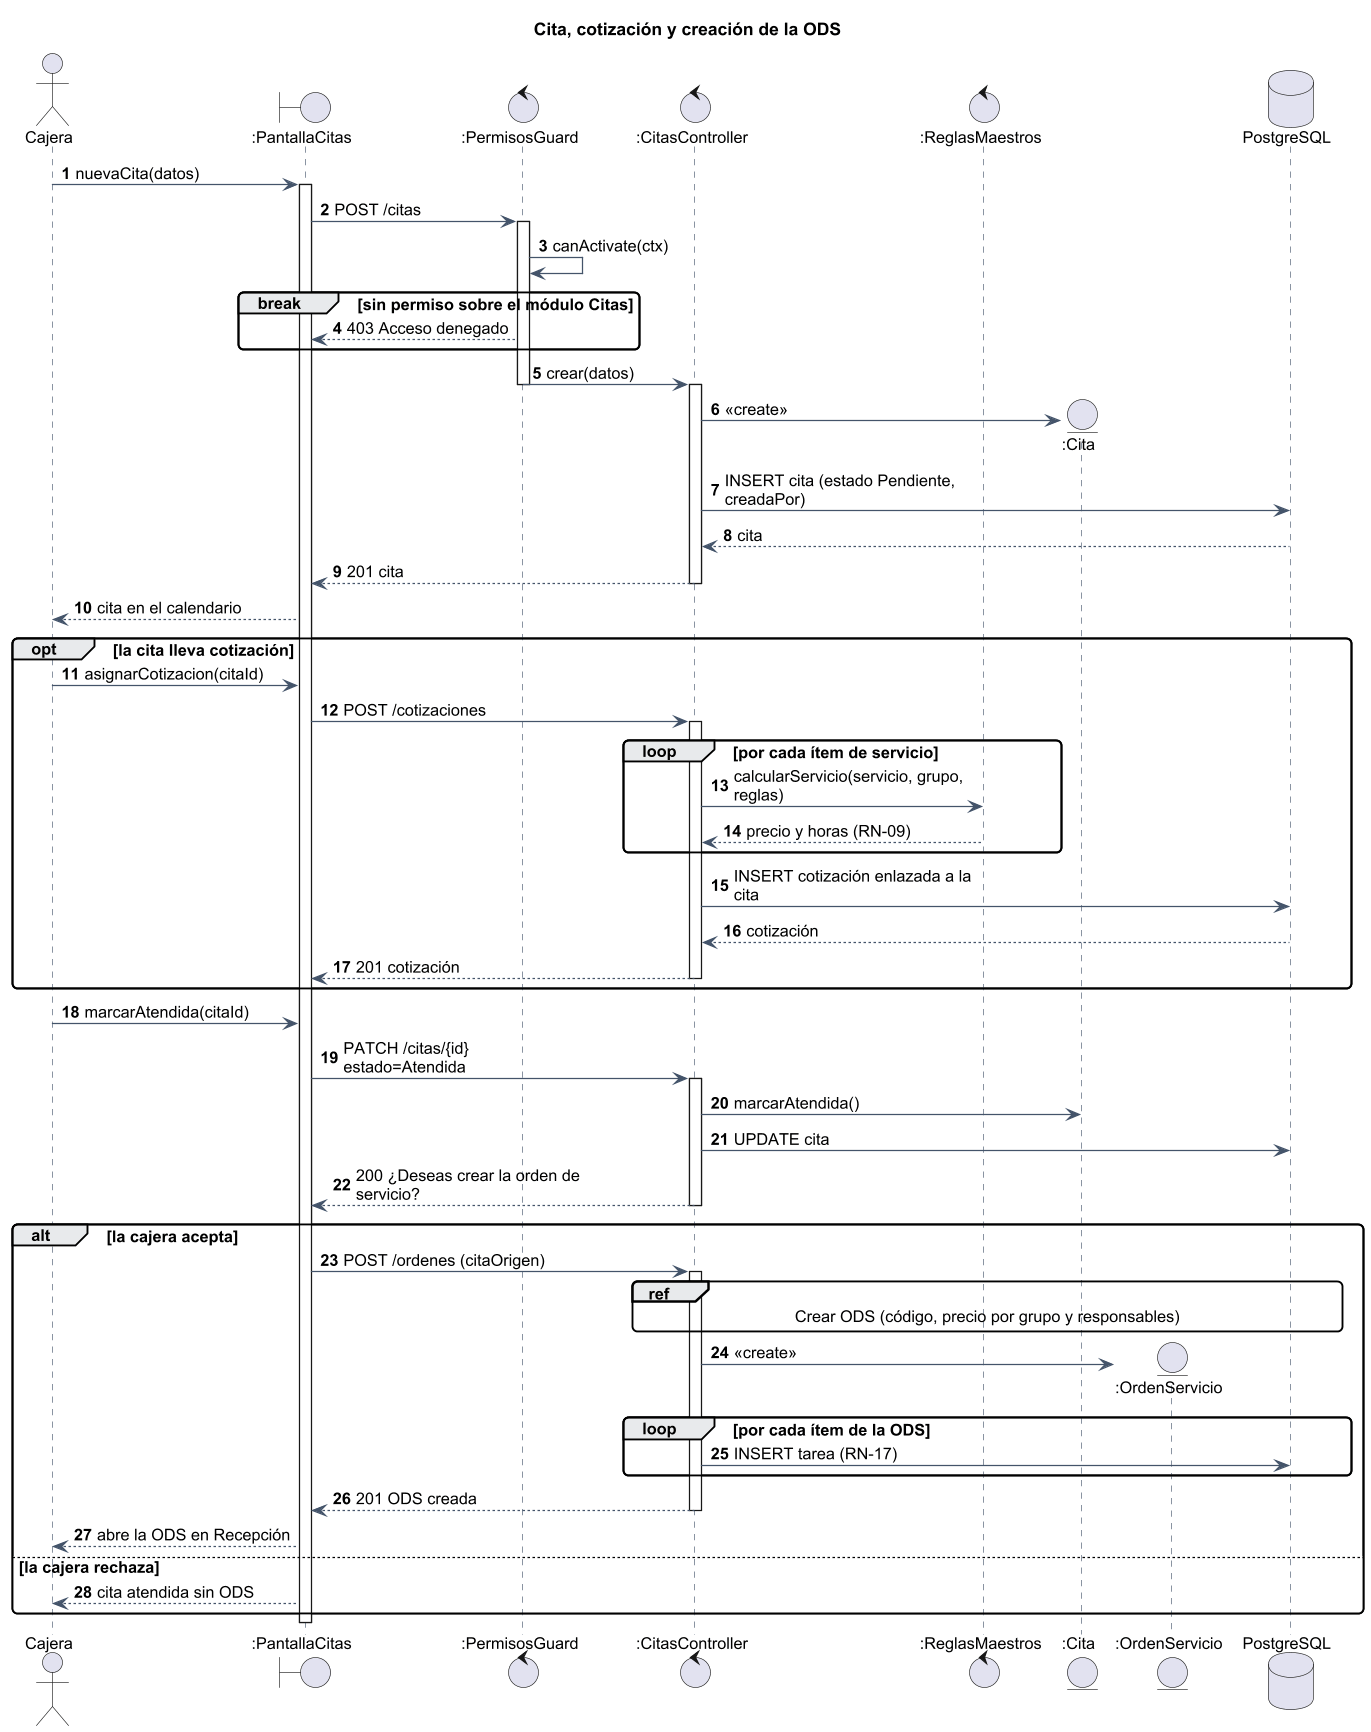 Cita, cotización y creación de la ODS
Cajera
:PantallaCitas
:PermisosGuard
:CitasController
:ReglasMaestros
PostgreSQL
1 nuevaCita(datos)
2 POST /citas
3 canActivate(ctx)
break [sin permiso sobre el módulo Citas]
4 403 Acceso denegado
5 crear(datos)
6 «create»
:Cita
7 INSERT cita (estado Pendiente,
creadaPor)
8 cita
9 201 cita
10 cita en el calendario
opt [la cita lleva cotización]
11 asignarCotizacion(citaId)
12 POST /cotizaciones
loop [por cada ítem de servicio]
13 calcularServicio(servicio, grupo,
reglas)
14 precio y horas (RN-09)
15 INSERT cotización enlazada a la
cita
16 cotización
17 201 cotización
18 marcarAtendida(citaId)
19 PATCH /citas/{id}
estado=Atendida
20 marcarAtendida()
21 UPDATE cita
22 200 ¿Deseas crear la orden de
servicio?
alt [la cajera acepta]
23 POST /ordenes (citaOrigen)
ref
Crear ODS (código, precio por grupo y responsables)
24 «create»
:OrdenServicio
loop [por cada ítem de la ODS]
25 INSERT tarea (RN-17)
26 201 ODS creada
27 abre la ODS en Recepción
[la cajera rechaza]
28 cita atendida sin ODS
Cajera
:PantallaCitas
:PermisosGuard
:CitasController
:ReglasMaestros
:Cita
:OrdenServicio
PostgreSQL